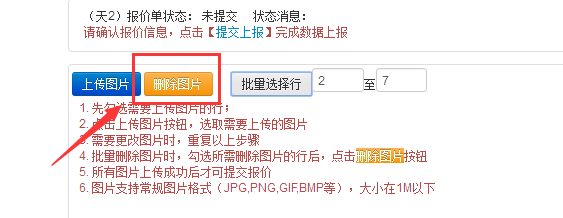 （天2）报价单状态：未提交 状态消息：
请确认报价信息，点击【提交上报】完成数据上报
上传图片 删除图片 批量选择行 2 至 7
1. 先勾选需要上传图片的行；
2. 点击上传图片按钮，选取需要上传的图片
3. 需要更改图片时，重复以上步骤
4. 批量删除图片时，勾选所需删除图片的行后，点击删除图片按钮
5. 所有图片上传成功后才可提交报价
6. 图片支持常规图片格式（JPG,PNG,GIF,BMP等），大小在1M以下